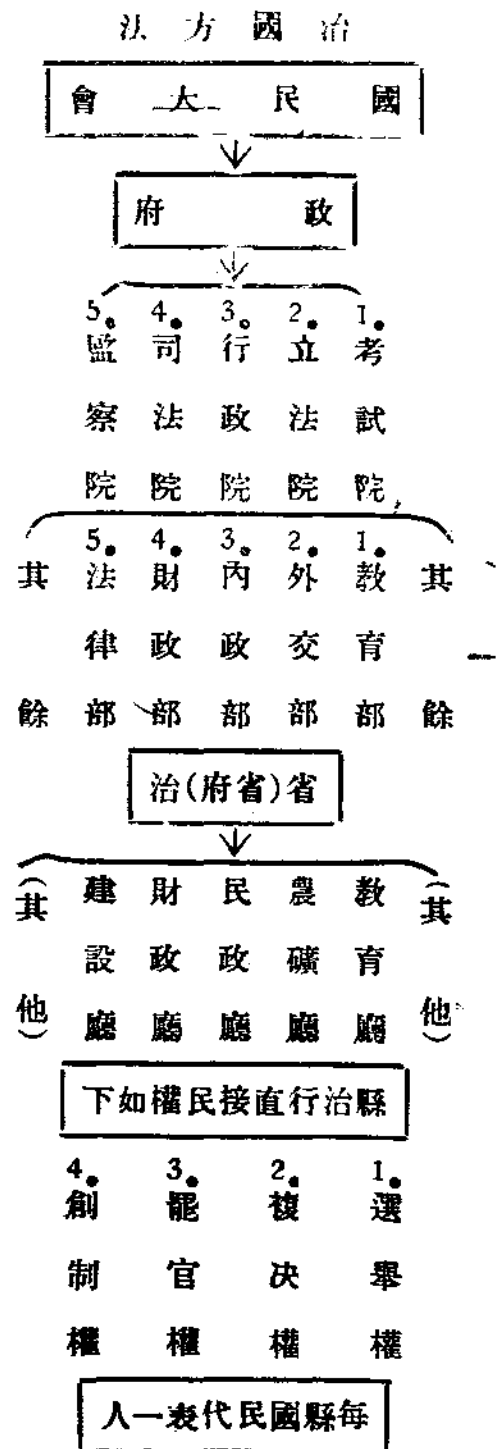 治國方法
國民大會
政府
1.考試院
2.立法院
3.行政院
4.司法院
5.監察院
其餘
1.教育部
2.外交部
3.內政部
4.財政部
5.法律部
其餘
省(省府)治
(其他)
教育廳
農礦廳
民政廳
財政廳
建設廳
(其他)
縣治行直接民權如下
1.選舉權
2.複决權
3.罷官權
4.創制權
每縣國民代表一人